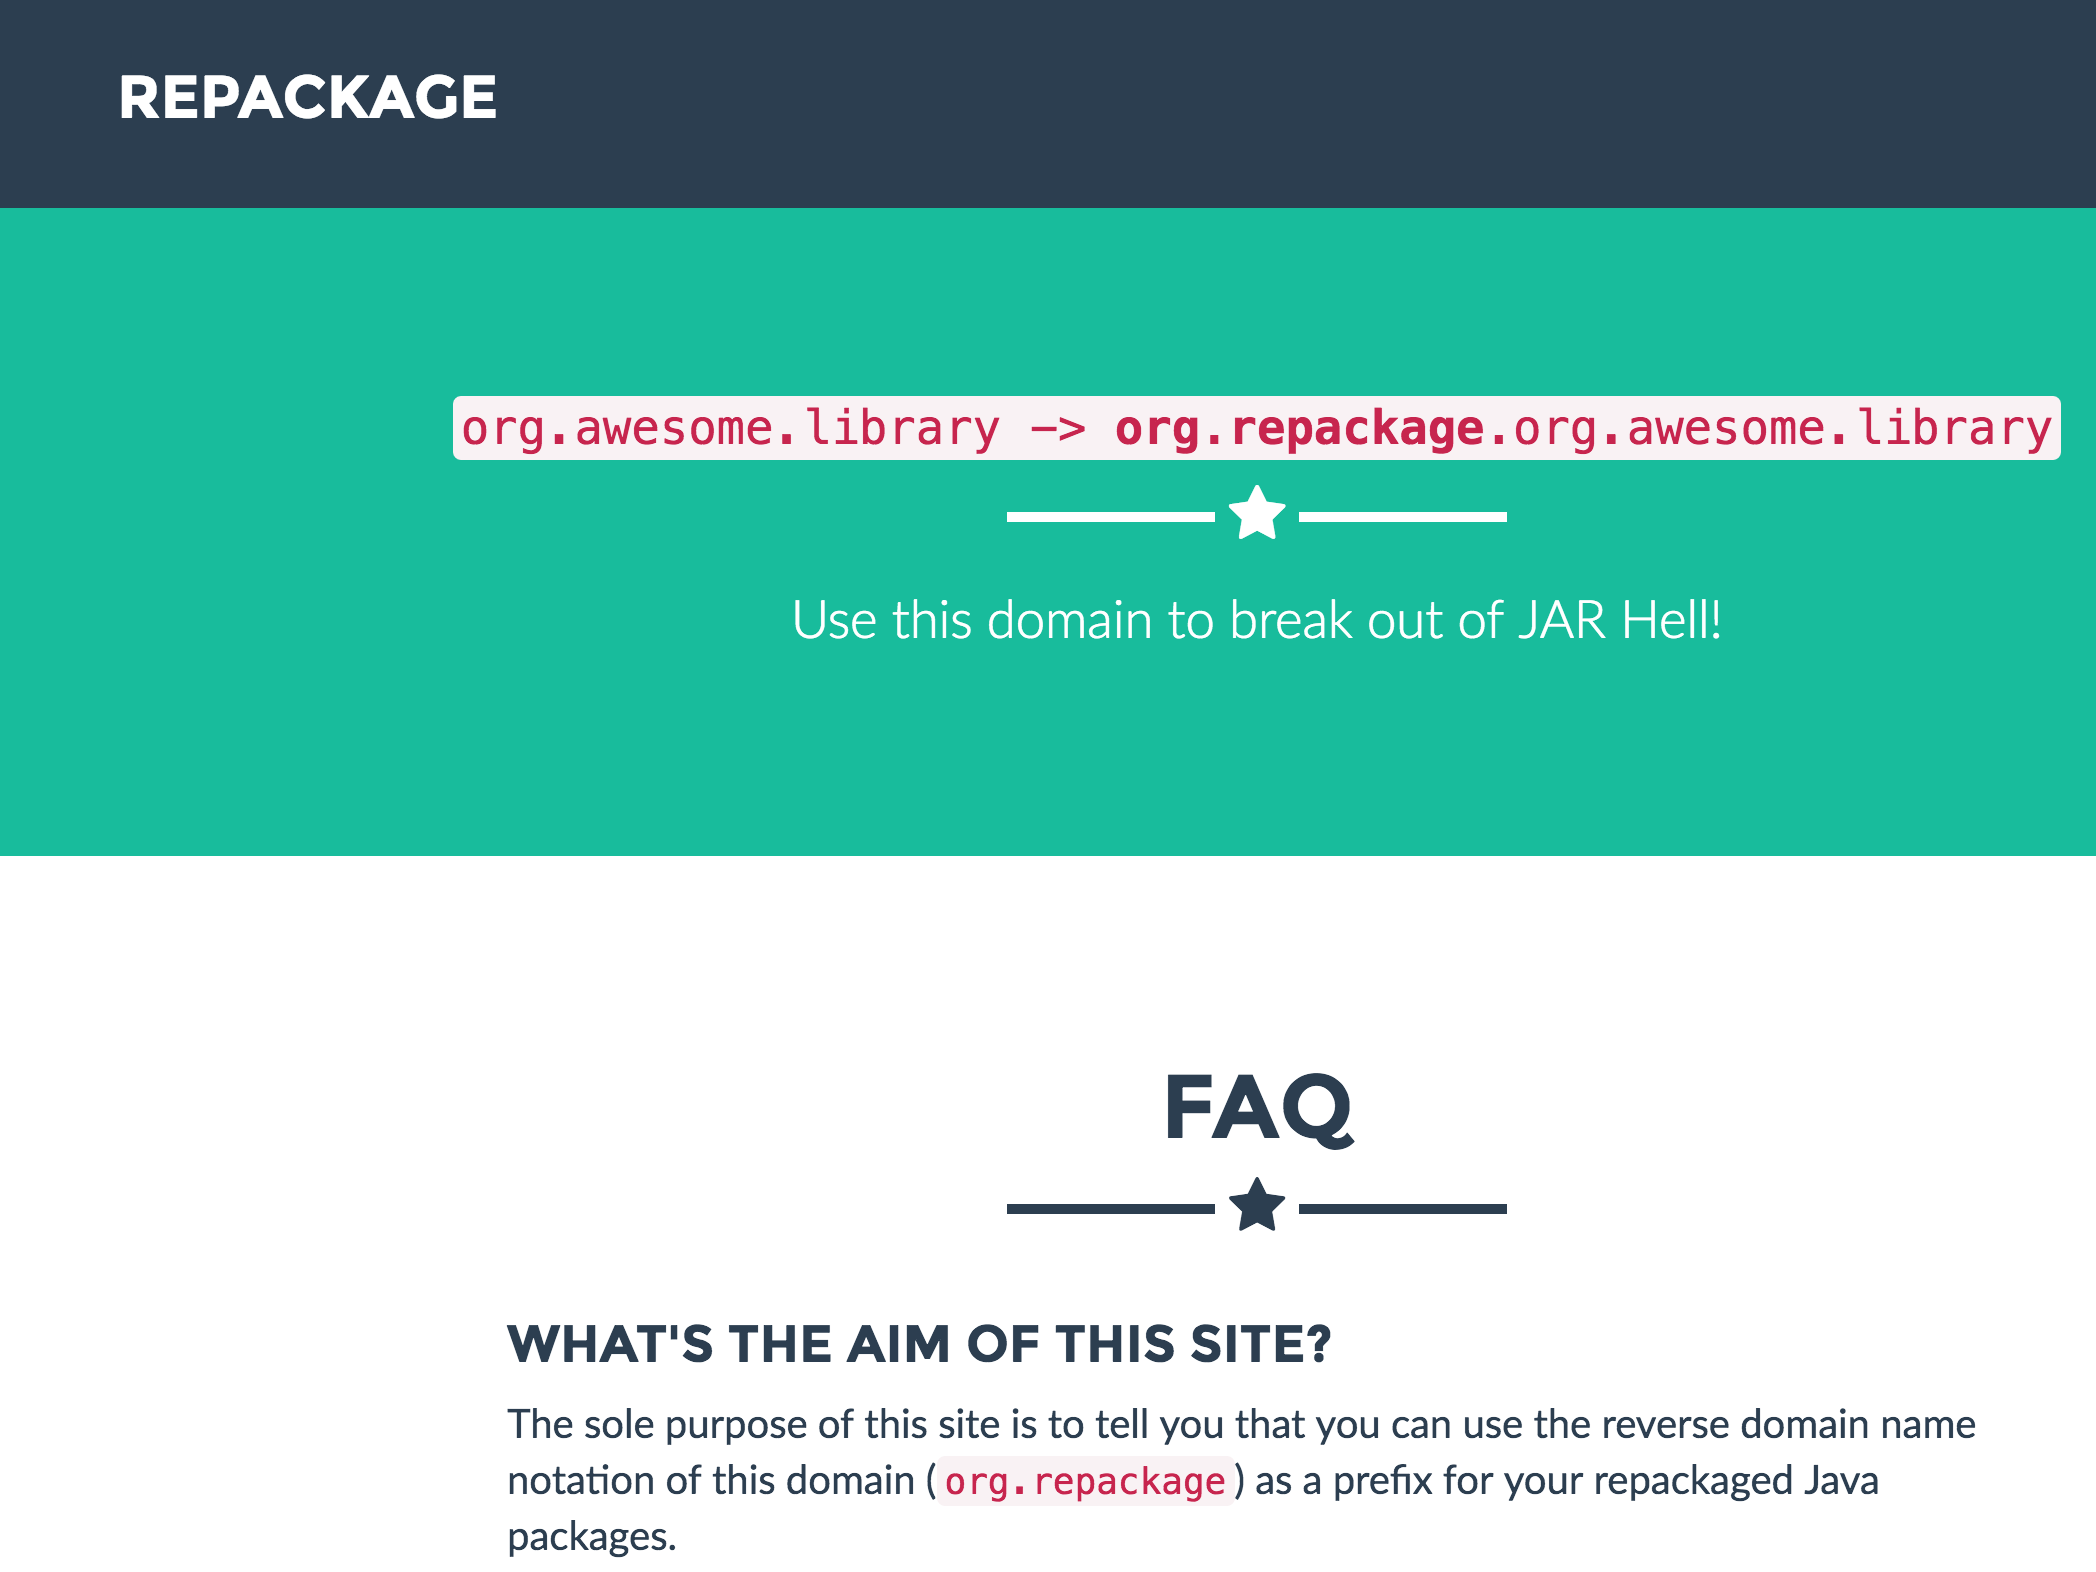 REPACKAGE
org.awesome.library —> org.repackage.org.awesome.library
Use this domain to break out of JAR Hell!
FAQ
WHAT'S THE AIM OF THIS SITE?
The sole purpose of this site is to tell you that you can use the reverse domain name
notation of this domain (org.repackage) as a prefix for your repackaged Java
packages.